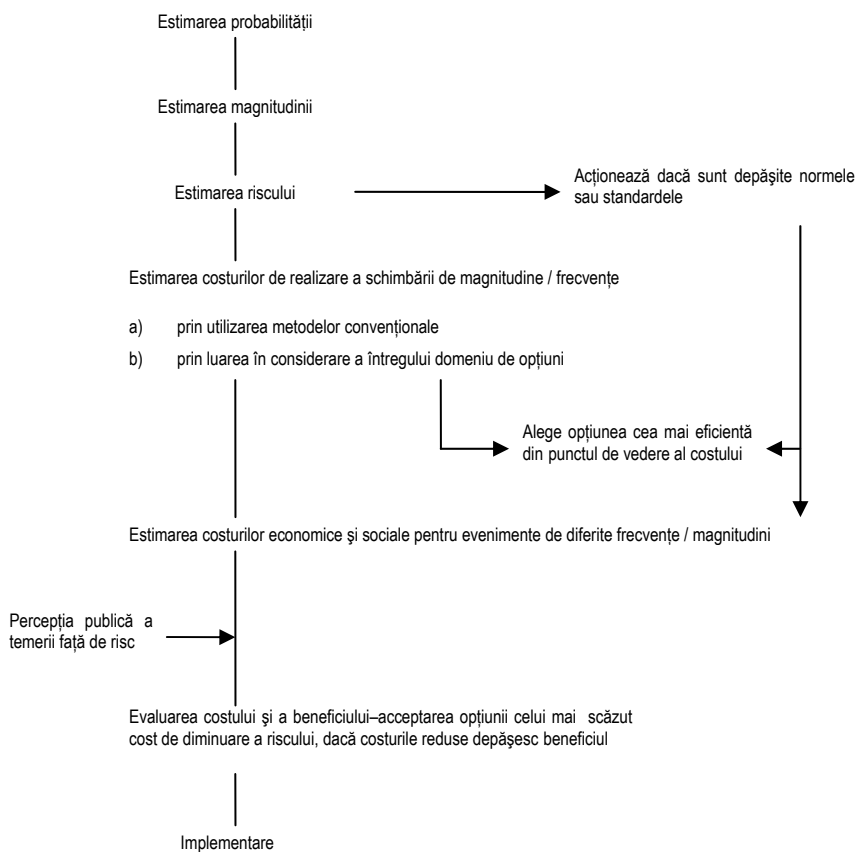 Estimarea probabilității
Estimarea magnitudinii
Estimarea riscului
Acționează dacă sunt depăşite normele
sau standardele
Estimarea costurilor de realizare a schimbării de magnitudine / frecvențe
a) prin utilizarea metodelor convenționale
b) prin luarea în considerare a întregului domeniu de opțiuni
Alege opțiunea cea mai eficientă
din punctul de vedere al costului
Estimarea costurilor economice şi sociale pentru evenimente de diferite frecvențe / magnitudini
Percepția publică a
temerii față de risc
Evaluarea costului şi a beneficiului–acceptarea opțiunii celui mai scăzut
cost de diminuare a riscului, dacă costurile reduse depăşesc beneficiul
Implementare